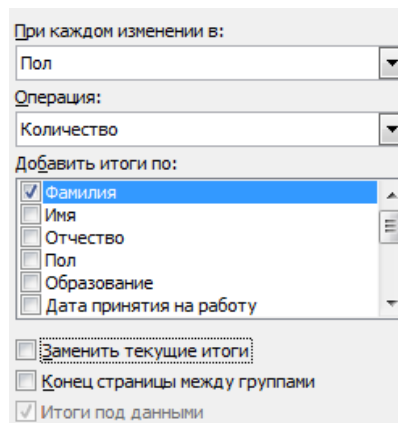 При каждом изменении в:
Пол
Операция:
Количество
Добавить итоги по:
Фамилия
Имя
Отчество
Пол
Образование
Дата принятия на работу
Заменить текущие итоги
Конец страницы между группами
Итоги под данными